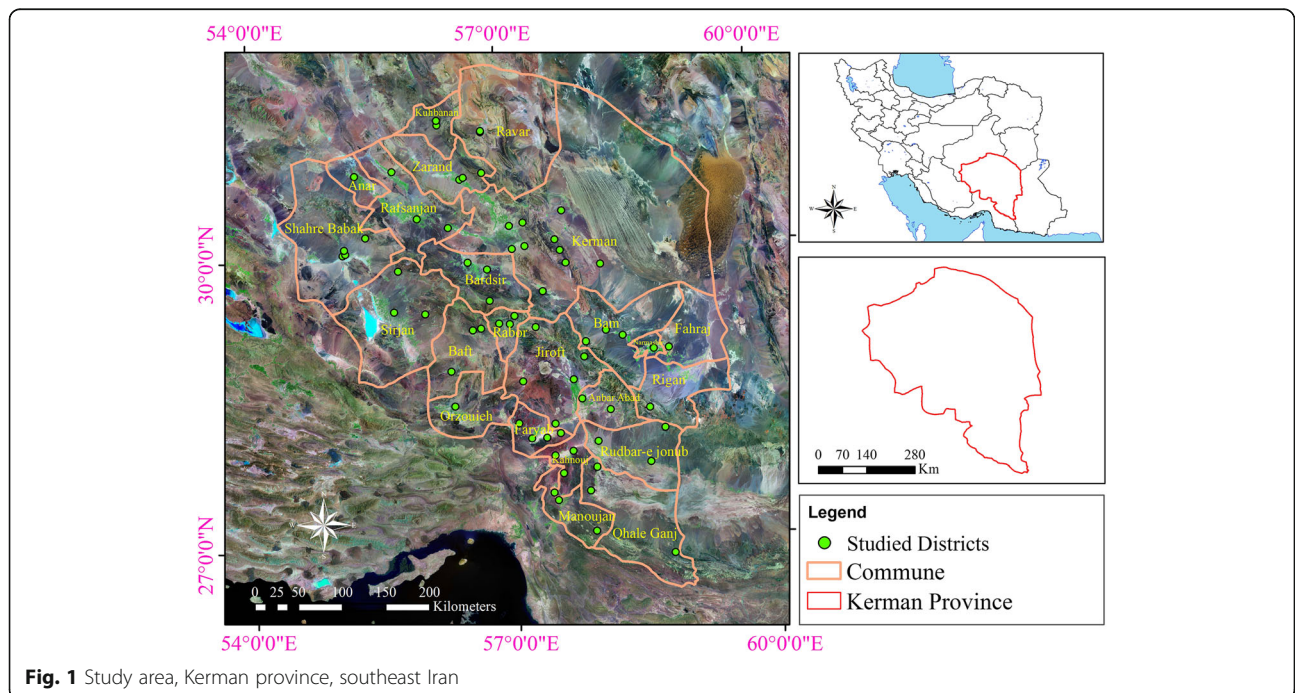 54°0'0"E
57°0'0"E
60°0'0"E
30°0'0"N
27°0'0"N
Kuhbanan
Ravar
Zarand
Anar
Rafsanjan
Shahre Babak
Kerman
Bardsir
Sirjan
Bam
Fahraj
Rabor
Baft
Jiroft
Rigan
Anbar Abad
Orzouieh
Faryab
Rudbar-e jonub
Kahnouj
Manoujan
Qhale Ganj
N
W E
S
0 25 50 100 150 200
Kilometers
54°0'0"E
57°0'0"E
60°0'0"E
N
W E
S
0 70 140 280
Km
Legend
Studied Districts
Commune
Kerman Province
Fig. 1 Study area, Kerman province, southeast Iran